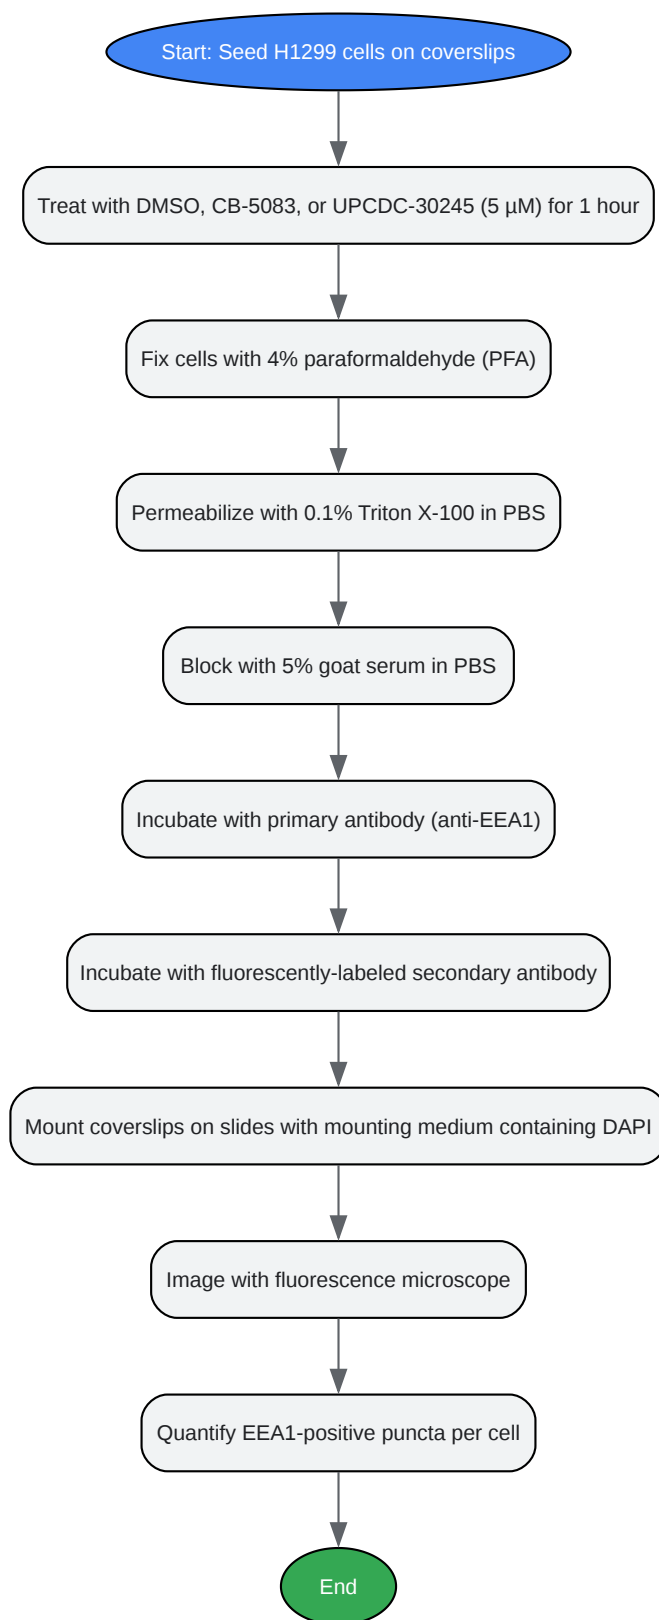 Start: Seed H1299 cells on coverslips
Treat with DMSO, CB-5083, or UPCDC-30245 (5 µM) for 1 hour
Fix cells with 4% paraformaldehyde (PFA)
Permeabilize with 0.1% Triton X-100 in PBS
Block with 5% goat serum in PBS
Incubate with primary antibody (anti-EEA1)
Incubate with fluorescently-labeled secondary antibody
Mount coverslips on slides with mounting medium containing DAPI
Image with fluorescence microscope
Quantify EEA1-positive puncta per cell
End